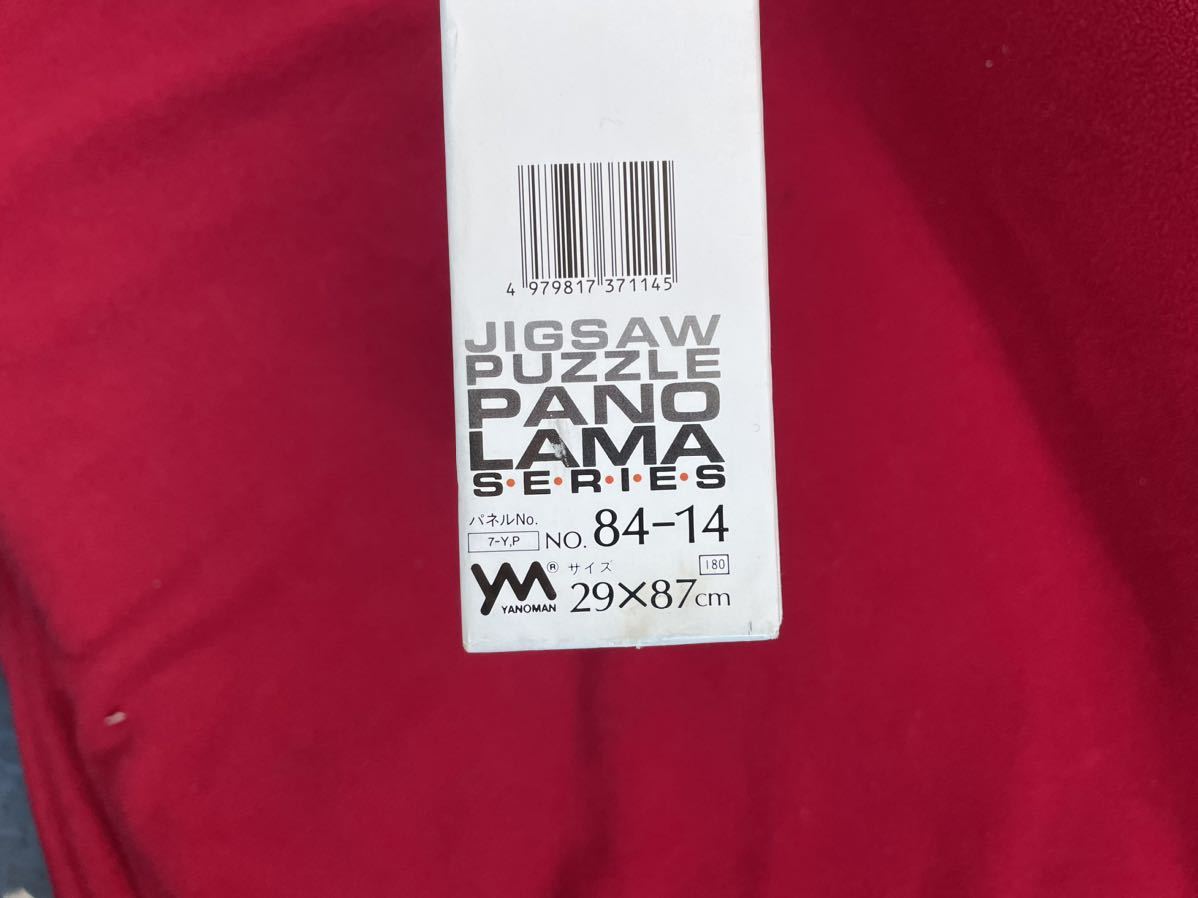 4 979817 371145
JIGSAW
PUZZLE
PANO
LAMA
S•E•R•I•E•S
パネルNo.
7-Y,P NO. 84-14
YM® サイズ 180
YANOMAN 29×87cm